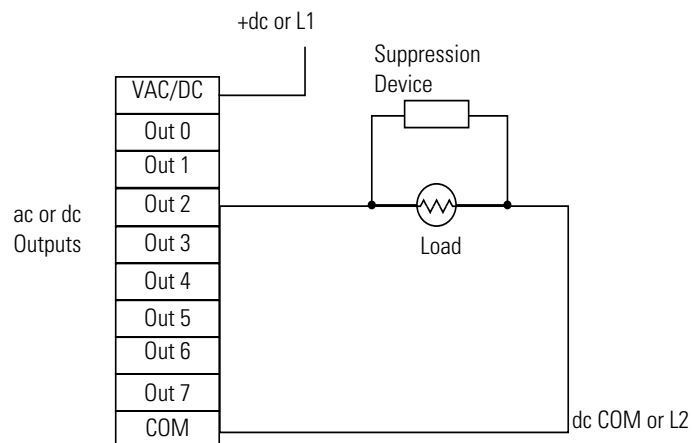 +dc or L1
Suppression
Device
VAC/DC
Out 0
Out 1
Out 2
Out 3
Out 4
Out 5
Out 6
Out 7
COM
ac or dc
Outputs
Load
dc COM or L2